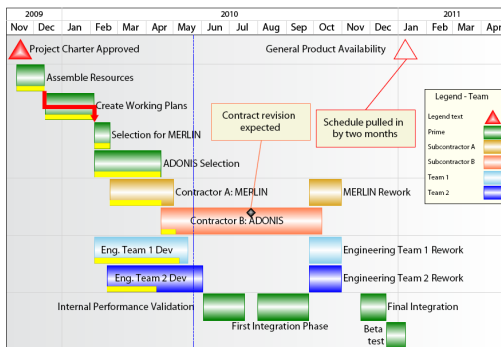 2009 2010 2011
Nov Dec Jan Feb Mar Apr May Jun Jul Aug Sep Oct Nov Dec Jan Feb Mar Apr
Project Charter Approved General Product Availability
Assemble Resources
Create Working Plans
Contract revision
expected
Schedule pulled in
by two months
Legend - Team
Legend text
Prime
Subcontractor A
Subcontractor B
Team 1
Team 2
Selection for MERLIN
ADONIS Selection
Contractor A: MERLIN MERLIN Rework
Contractor B: ADONIS
Eng. Team 1 Dev Engineering Team 1 Rework
Eng. Team 2 Dev Engineering Team 2 Rework
Internal Performance Validation Final Integration
First Integration Phase
Beta
test